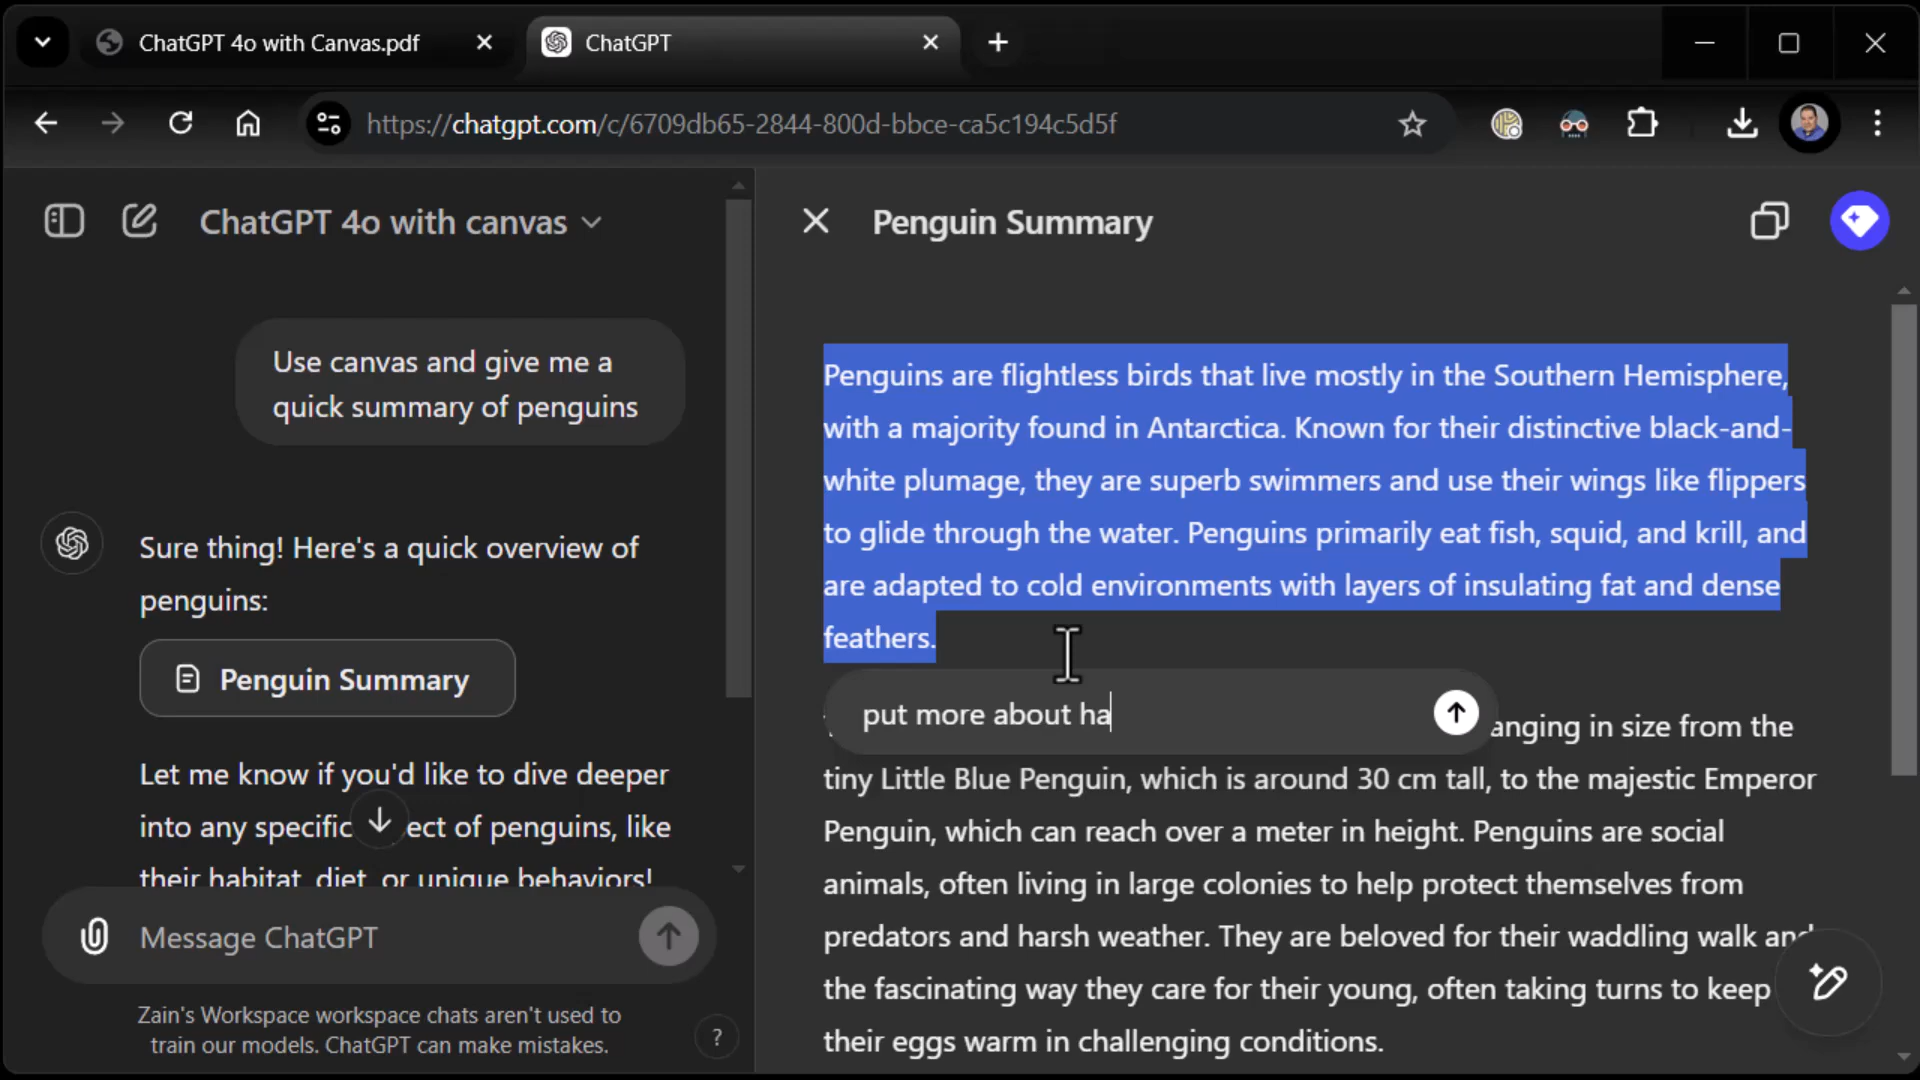 ChatGPT 4o with Canvas.pdf
ChatGPT
https://chatgpt.com/c/6709db65-2844-800d-bbce-ca5c194c5d5f
ChatGPT 4o with canvas
Use canvas and give me a
quick summary of penguins
Sure thing! Here's a quick overview of
penguins:
Penguin Summary
Let me know if you'd like to dive deeper
into any specific ect of penguins, like
their habitat, diet, or unique behaviors!
Message ChatGPT
Zain's Workspace workspace chats aren't used to
train our models. ChatGPT can make mistakes.
?
Penguin Summary
Penguins are flightless birds that live mostly in the Southern Hemisphere,
with a majority found in Antarctica. Known for their distinctive black-and-
white plumage, they are superb swimmers and use their wings like flippers
to glide through the water. Penguins primarily eat fish, squid, and krill, and
are adapted to cold environments with layers of insulating fat and dense
feathers.
put more about ha
anging in size from the
tiny Little Blue Penguin, which is around 30 cm tall, to the majestic Emperor
Penguin, which can reach over a meter in height. Penguins are social
animals, often living in large colonies to help protect themselves from
predators and harsh weather. They are beloved for their waddling walk and
the fascinating way they care for their young, often taking turns to keep
their eggs warm in challenging conditions.